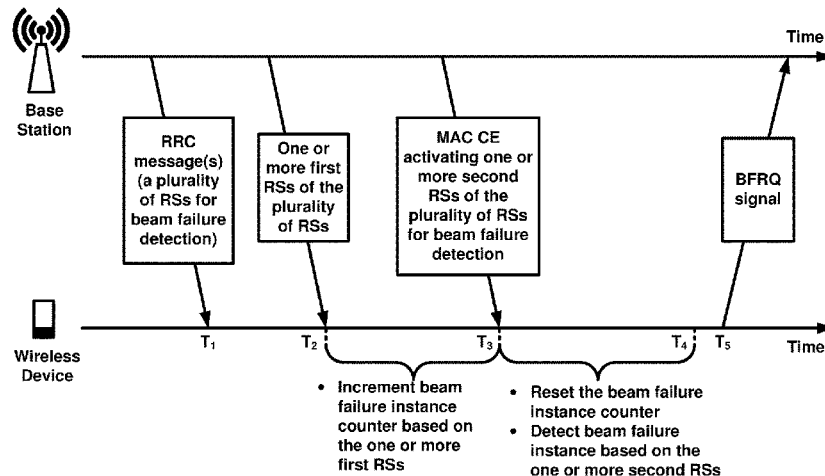 Time
Base
Station
RRC
message(s)
(a plurality
of RSs for
beam failure
detection)
One or
more first
RSs of the
plurality
of RSs
MAC CE
activating one or
more second
RSs of the
plurality of RSs
for beam failure
detection
BFRQ
signal
Wireless
Device
T1
T2
T3
T4
T5
Time
• Increment beam
failure instance
counter based on
the one or more
first RSs
• Reset the beam failure
instance counter
• Detect beam failure
instance based on the
one or more second RSs